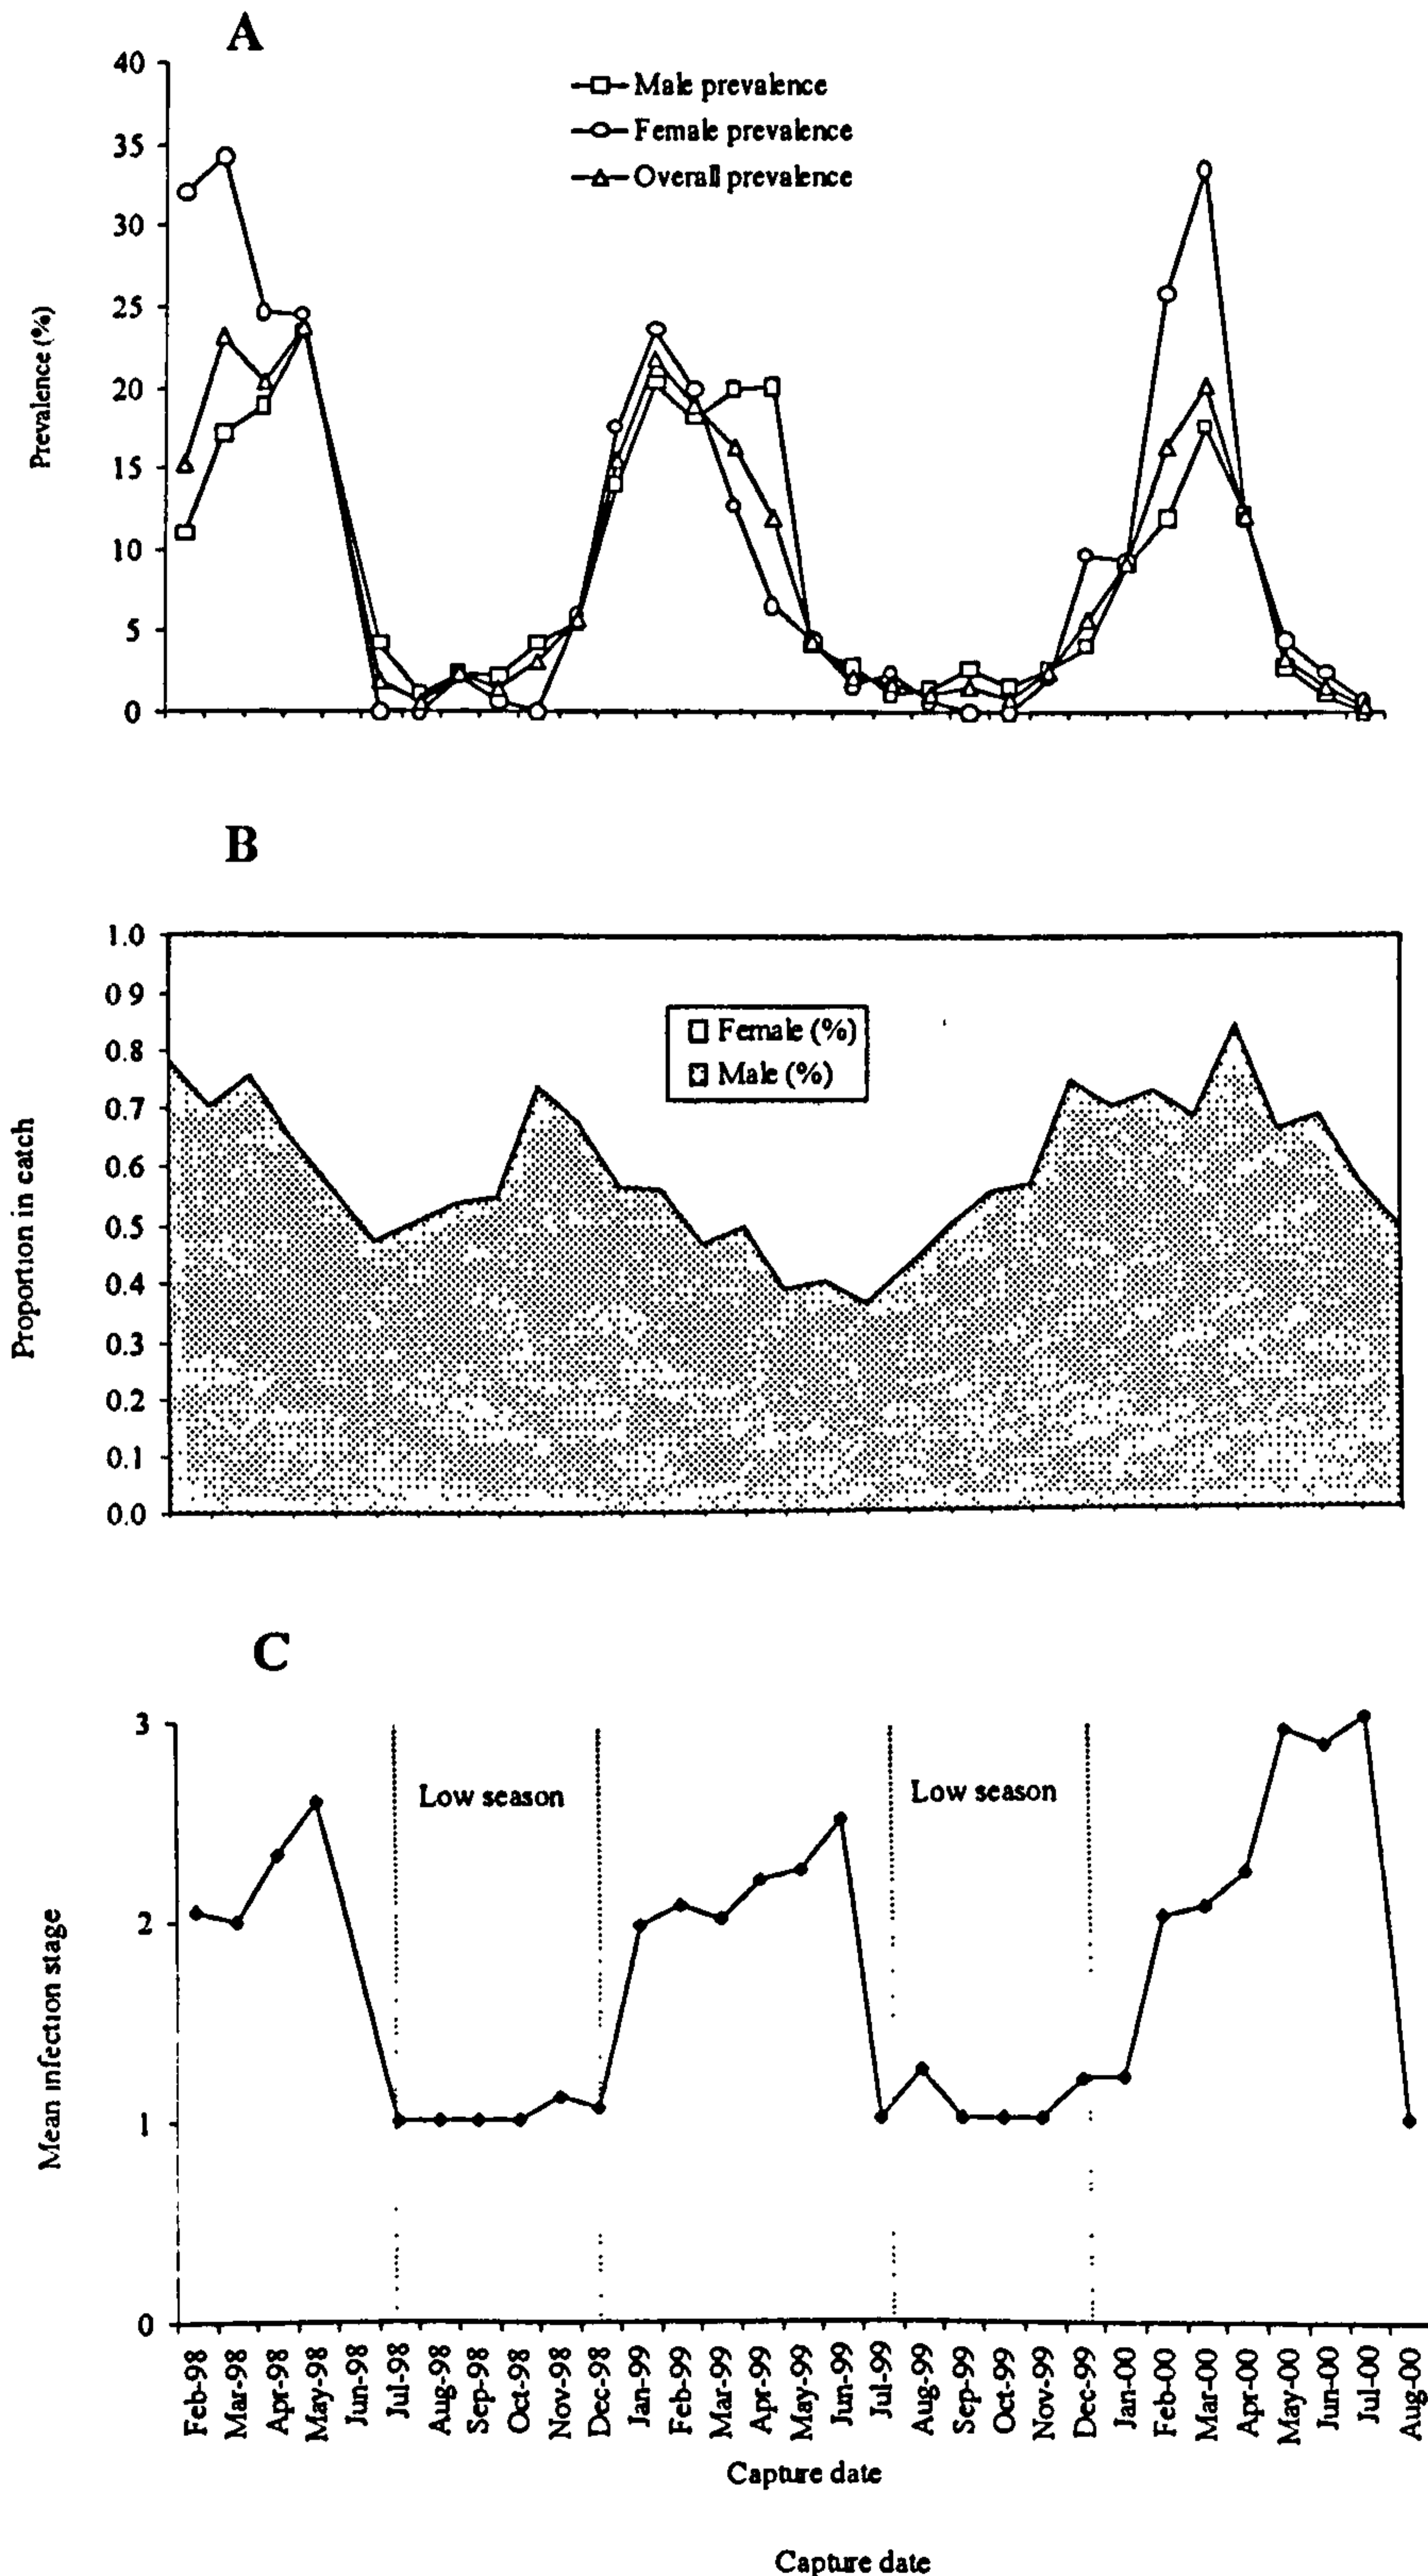 A
40
35
30
25
20
15
10
5
0
Prevalence (%)
Male prevalence
Female prevalence
Overall prevalence
B
1.0
0 9
0.8
0.7
0 6
0.5
0.4
0 3
0.2
0 1
0.0
Proportion in catch
Female (%)
Male (%)
C
3
2
1
0
Mean infection stage
Low season
Low season
Feb-98
Mar-98
Apr-98
May-98
Jun-98
Jul-98
Aug-98
Sep-98
Oct-98
Nov-98
Dec-98
Jan-99
Feb-99
Mar-99
Apr-99
May-99
Jun-99
Jul-99
Aug-99
Sep-99
Oct-99
Nov-99
Dec-99
Jan-00
Feb-00
Mar-00
Apr-00
May-00
Jun-00
Jul-00
Aug-00
Capture date
Capture date